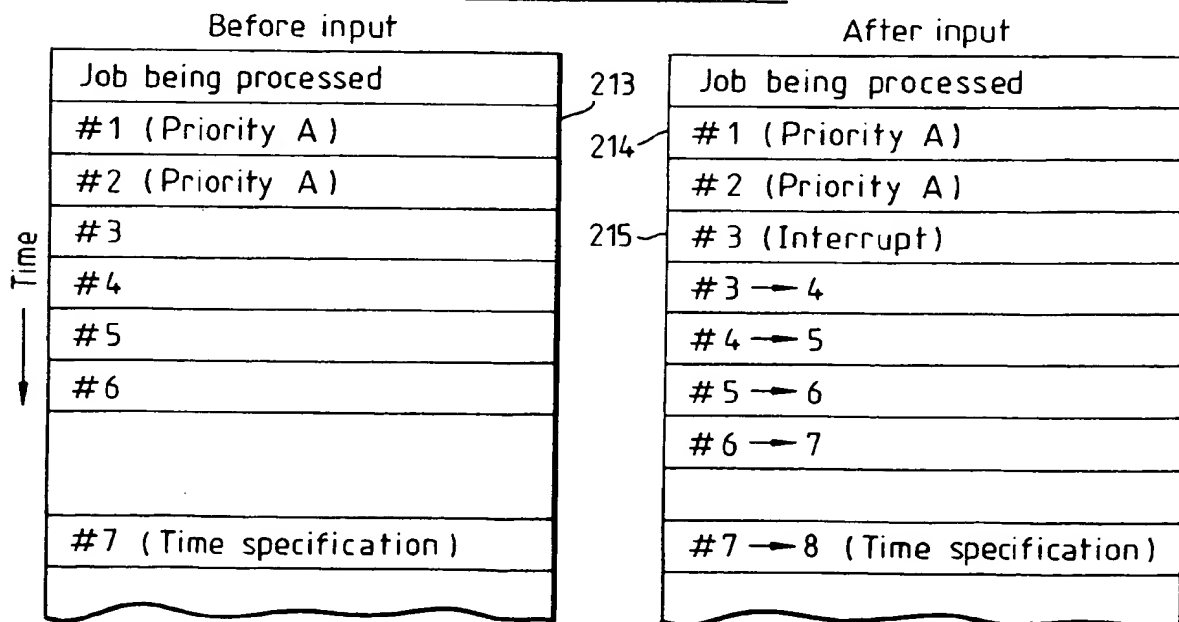 Before input
Job being processed
#1 (Priority A)
#2 (Priority A)
#3
#4
#5
#6
#7 (Time specification)
Time
213
214
215
After input
Job being processed
#1 (Priority A)
#2 (Priority A)
#3 (Interrupt)
#3 → 4
#4 → 5
#5 → 6
#6 → 7
#7 → 8 (Time specification)